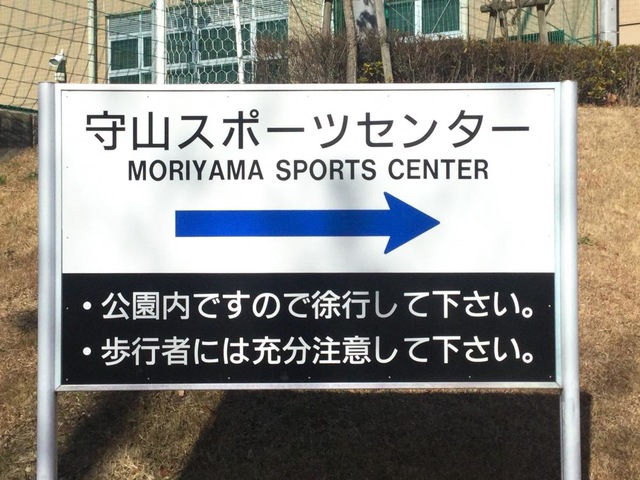 守山スポーツセンター
MORIYAMA SPORTS CENTER
・公園内ですので徐行して下さい。
・歩行者には充分注意して下さい。